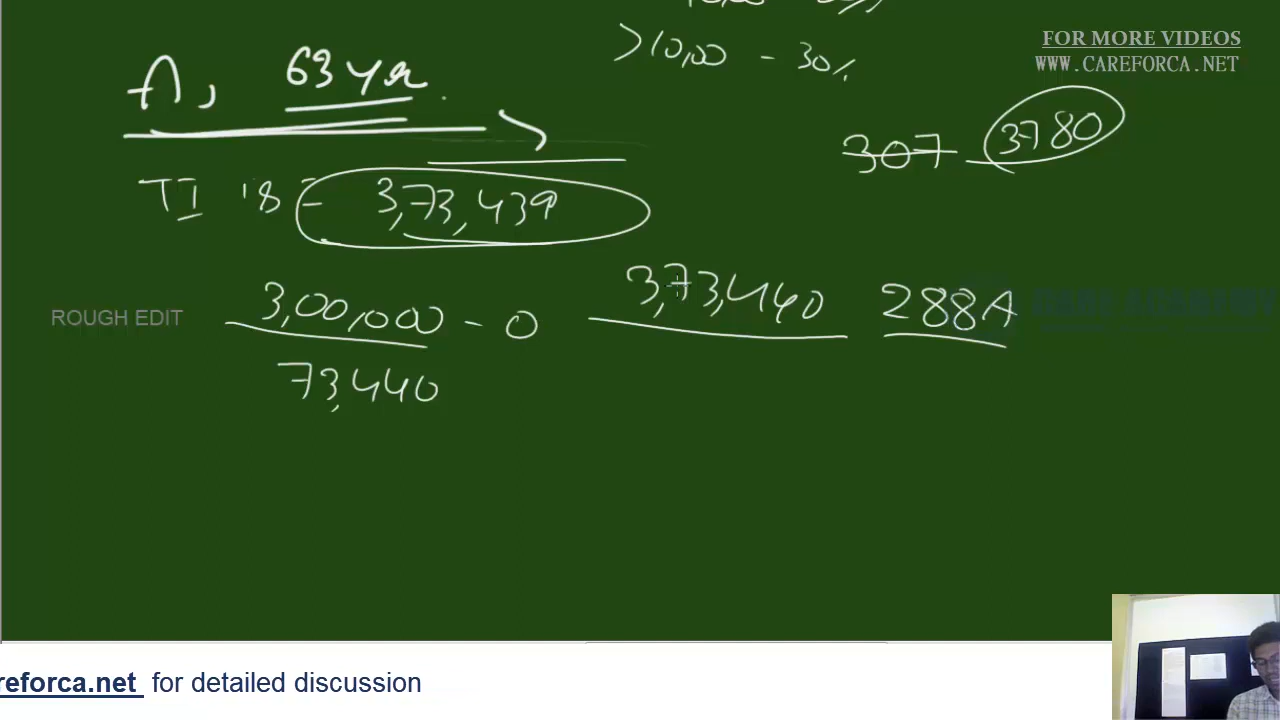 FOR MORE VIDEOS
WWW.CAREFORCA.NET
>10,00 - 30%
A, 63 yr
307 3780
TI is = 3,73,439
3,73,440 288A
ROUGH EDIT
3,00,000 - 0
73,440
reforca.net for detailed discussion